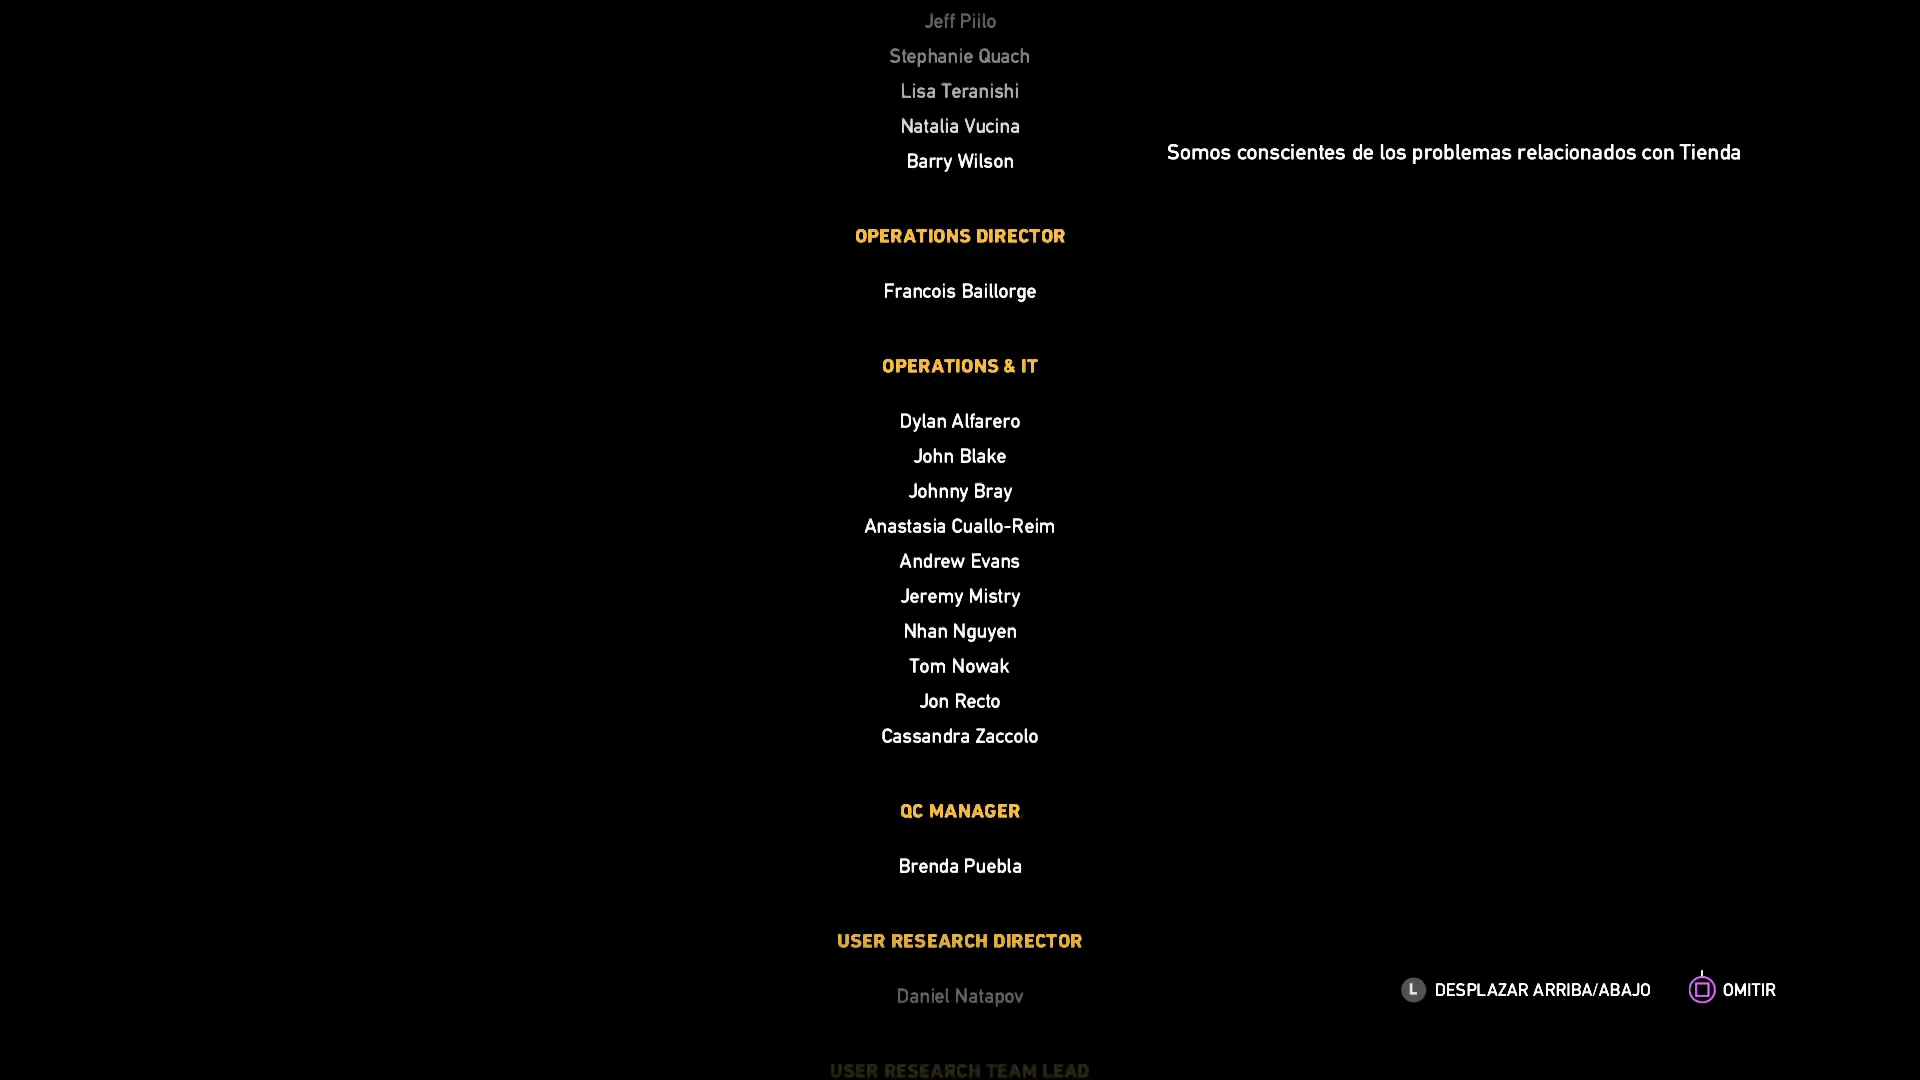 Jeff Piilo
Stephanie Quach
Lisa Teranishi
Natalia Vucina
Barry Wilson
Somos conscientes de los problemas relacionados con Tienda
OPERATIONS DIRECTOR
Francois Baillorge
OPERATIONS & IT
Dylan Alfarero
John Blake
Johnny Bray
Anastasia Cuallo-Reim
Andrew Evans
Jeremy Mistry
Nhan Nguyen
Tom Nowak
Jon Recto
Cassandra Zaccolo
QC MANAGER
Brenda Puebla
USER RESEARCH DIRECTOR
Daniel Natapov
L DESPLAZAR ARRIBA/ABAJO OMITIR
USER RESEARCH TEAM LEAD